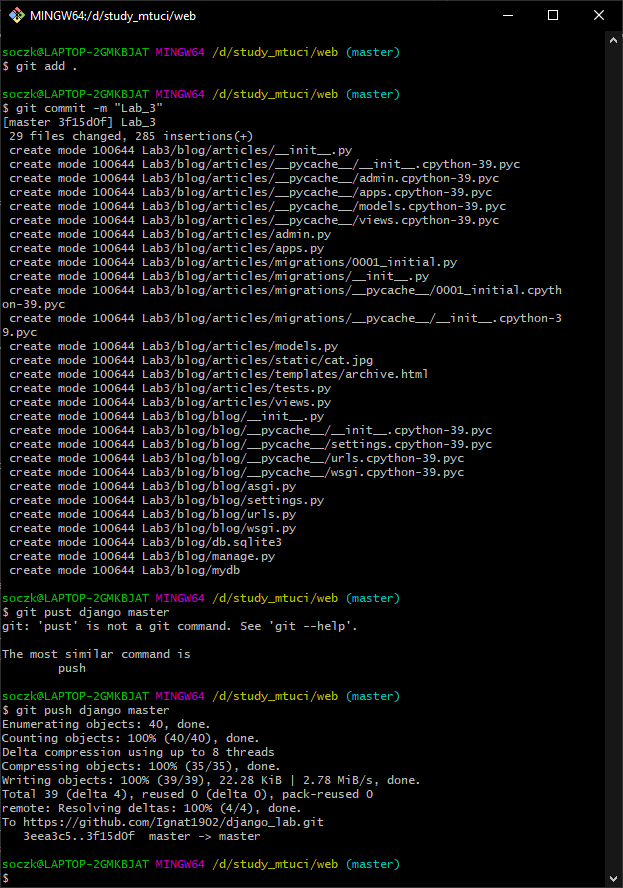 MINGW64:/d/study_mtuci/web
soczk@LAPTOP-2GMKBJAT MINGW64 /d/study_mtuci/web (master)
$ git add .
soczk@LAPTOP-2GMKBJAT MINGW64 /d/study_mtuci/web (master)
$ git commit -m "Lab_3"
[master 3f15d0f] Lab_3
 29 files changed, 285 insertions(+)
 create mode 100644 Lab3/blog/articles/__init__.py
 create mode 100644 Lab3/blog/articles/__pycache__/__init__.cpython-39.pyc
 create mode 100644 Lab3/blog/articles/__pycache__/admin.cpython-39.pyc
 create mode 100644 Lab3/blog/articles/__pycache__/apps.cpython-39.pyc
 create mode 100644 Lab3/blog/articles/__pycache__/models.cpython-39.pyc
 create mode 100644 Lab3/blog/articles/__pycache__/views.cpython-39.pyc
 create mode 100644 Lab3/blog/articles/admin.py
 create mode 100644 Lab3/blog/articles/apps.py
 create mode 100644 Lab3/blog/articles/migrations/0001_initial.py
 create mode 100644 Lab3/blog/articles/migrations/__init__.py
 create mode 100644 Lab3/blog/articles/migrations/__pycache__/0001_initial.cpyth
on-39.pyc
 create mode 100644 Lab3/blog/articles/migrations/__pycache__/__init__.cpython-3
9.pyc
 create mode 100644 Lab3/blog/articles/models.py
 create mode 100644 Lab3/blog/articles/static/cat.jpg
 create mode 100644 Lab3/blog/articles/templates/archive.html
 create mode 100644 Lab3/blog/articles/tests.py
 create mode 100644 Lab3/blog/articles/views.py
 create mode 100644 Lab3/blog/blog/__init__.py
 create mode 100644 Lab3/blog/blog/__pycache__/__init__.cpython-39.pyc
 create mode 100644 Lab3/blog/blog/__pycache__/settings.cpython-39.pyc
 create mode 100644 Lab3/blog/blog/__pycache__/urls.cpython-39.pyc
 create mode 100644 Lab3/blog/blog/__pycache__/wsgi.cpython-39.pyc
 create mode 100644 Lab3/blog/blog/asgi.py
 create mode 100644 Lab3/blog/blog/settings.py
 create mode 100644 Lab3/blog/blog/urls.py
 create mode 100644 Lab3/blog/blog/wsgi.py
 create mode 100644 Lab3/blog/db.sqlite3
 create mode 100644 Lab3/blog/manage.py
 create mode 100644 Lab3/blog/mydb
soczk@LAPTOP-2GMKBJAT MINGW64 /d/study_mtuci/web (master)
$ git pust django master
git: 'pust' is not a git command. See 'git --help'.
The most similar command is
        push
soczk@LAPTOP-2GMKBJAT MINGW64 /d/study_mtuci/web (master)
$ git push django master
Enumerating objects: 40, done.
Counting objects: 100% (40/40), done.
Delta compression using up to 8 threads
Compressing objects: 100% (35/35), done.
Writing objects: 100% (39/39), 22.28 KiB | 2.78 MiB/s, done.
Total 39 (delta 4), reused 0 (delta 0), pack-reused 0
remote: Resolving deltas: 100% (4/4), done.
To https://github.com/Ignat1902/django_lab.git
   3eea3c5..3f15d0f  master -> master
soczk@LAPTOP-2GMKBJAT MINGW64 /d/study_mtuci/web (master)
$